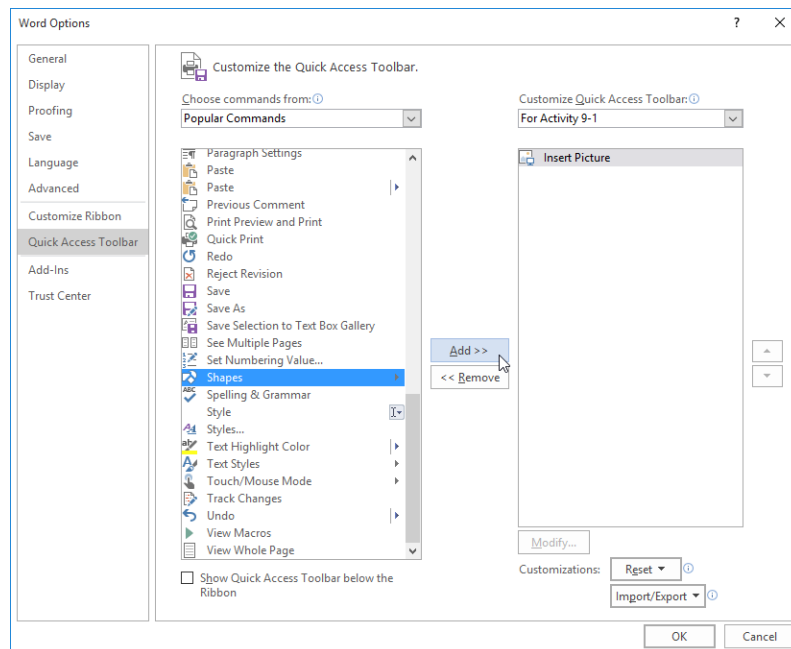 Word Options
?
General
Display
Proofing
Save
Language
Advanced
Customize Ribbon
Quick Access Toolbar
Add-Ins
Trust Center
Customize the Quick Access Toolbar.
Choose commands from:
Popular Commands
Paragraph Settings
Paste
Paste
Previous Comment
Print Preview and Print
Quick Print
Redo
Reject Revision
Save
Save As
Save Selection to Text Box Gallery
See Multiple Pages
Set Numbering Value...
Shapes
ABC
Spelling & Grammar
Style
Styles...
aby
Text Highlight Color
Text Styles
Touch/Mouse Mode
Track Changes
Undo
View Macros
View Whole Page
Show Quick Access Toolbar below the
Ribbon
Add >>
<< Remove
Customize Quick Access Toolbar:
For Activity 9-1
Insert Picture
Modify...
Customizations:
Reset
Import/Export
OK
Cancel